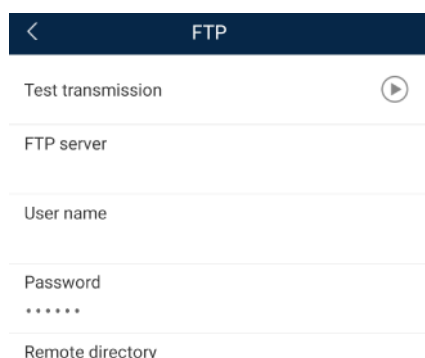 FTP
Test transmission
FTP server
User name
Password
••••••
Remote directory